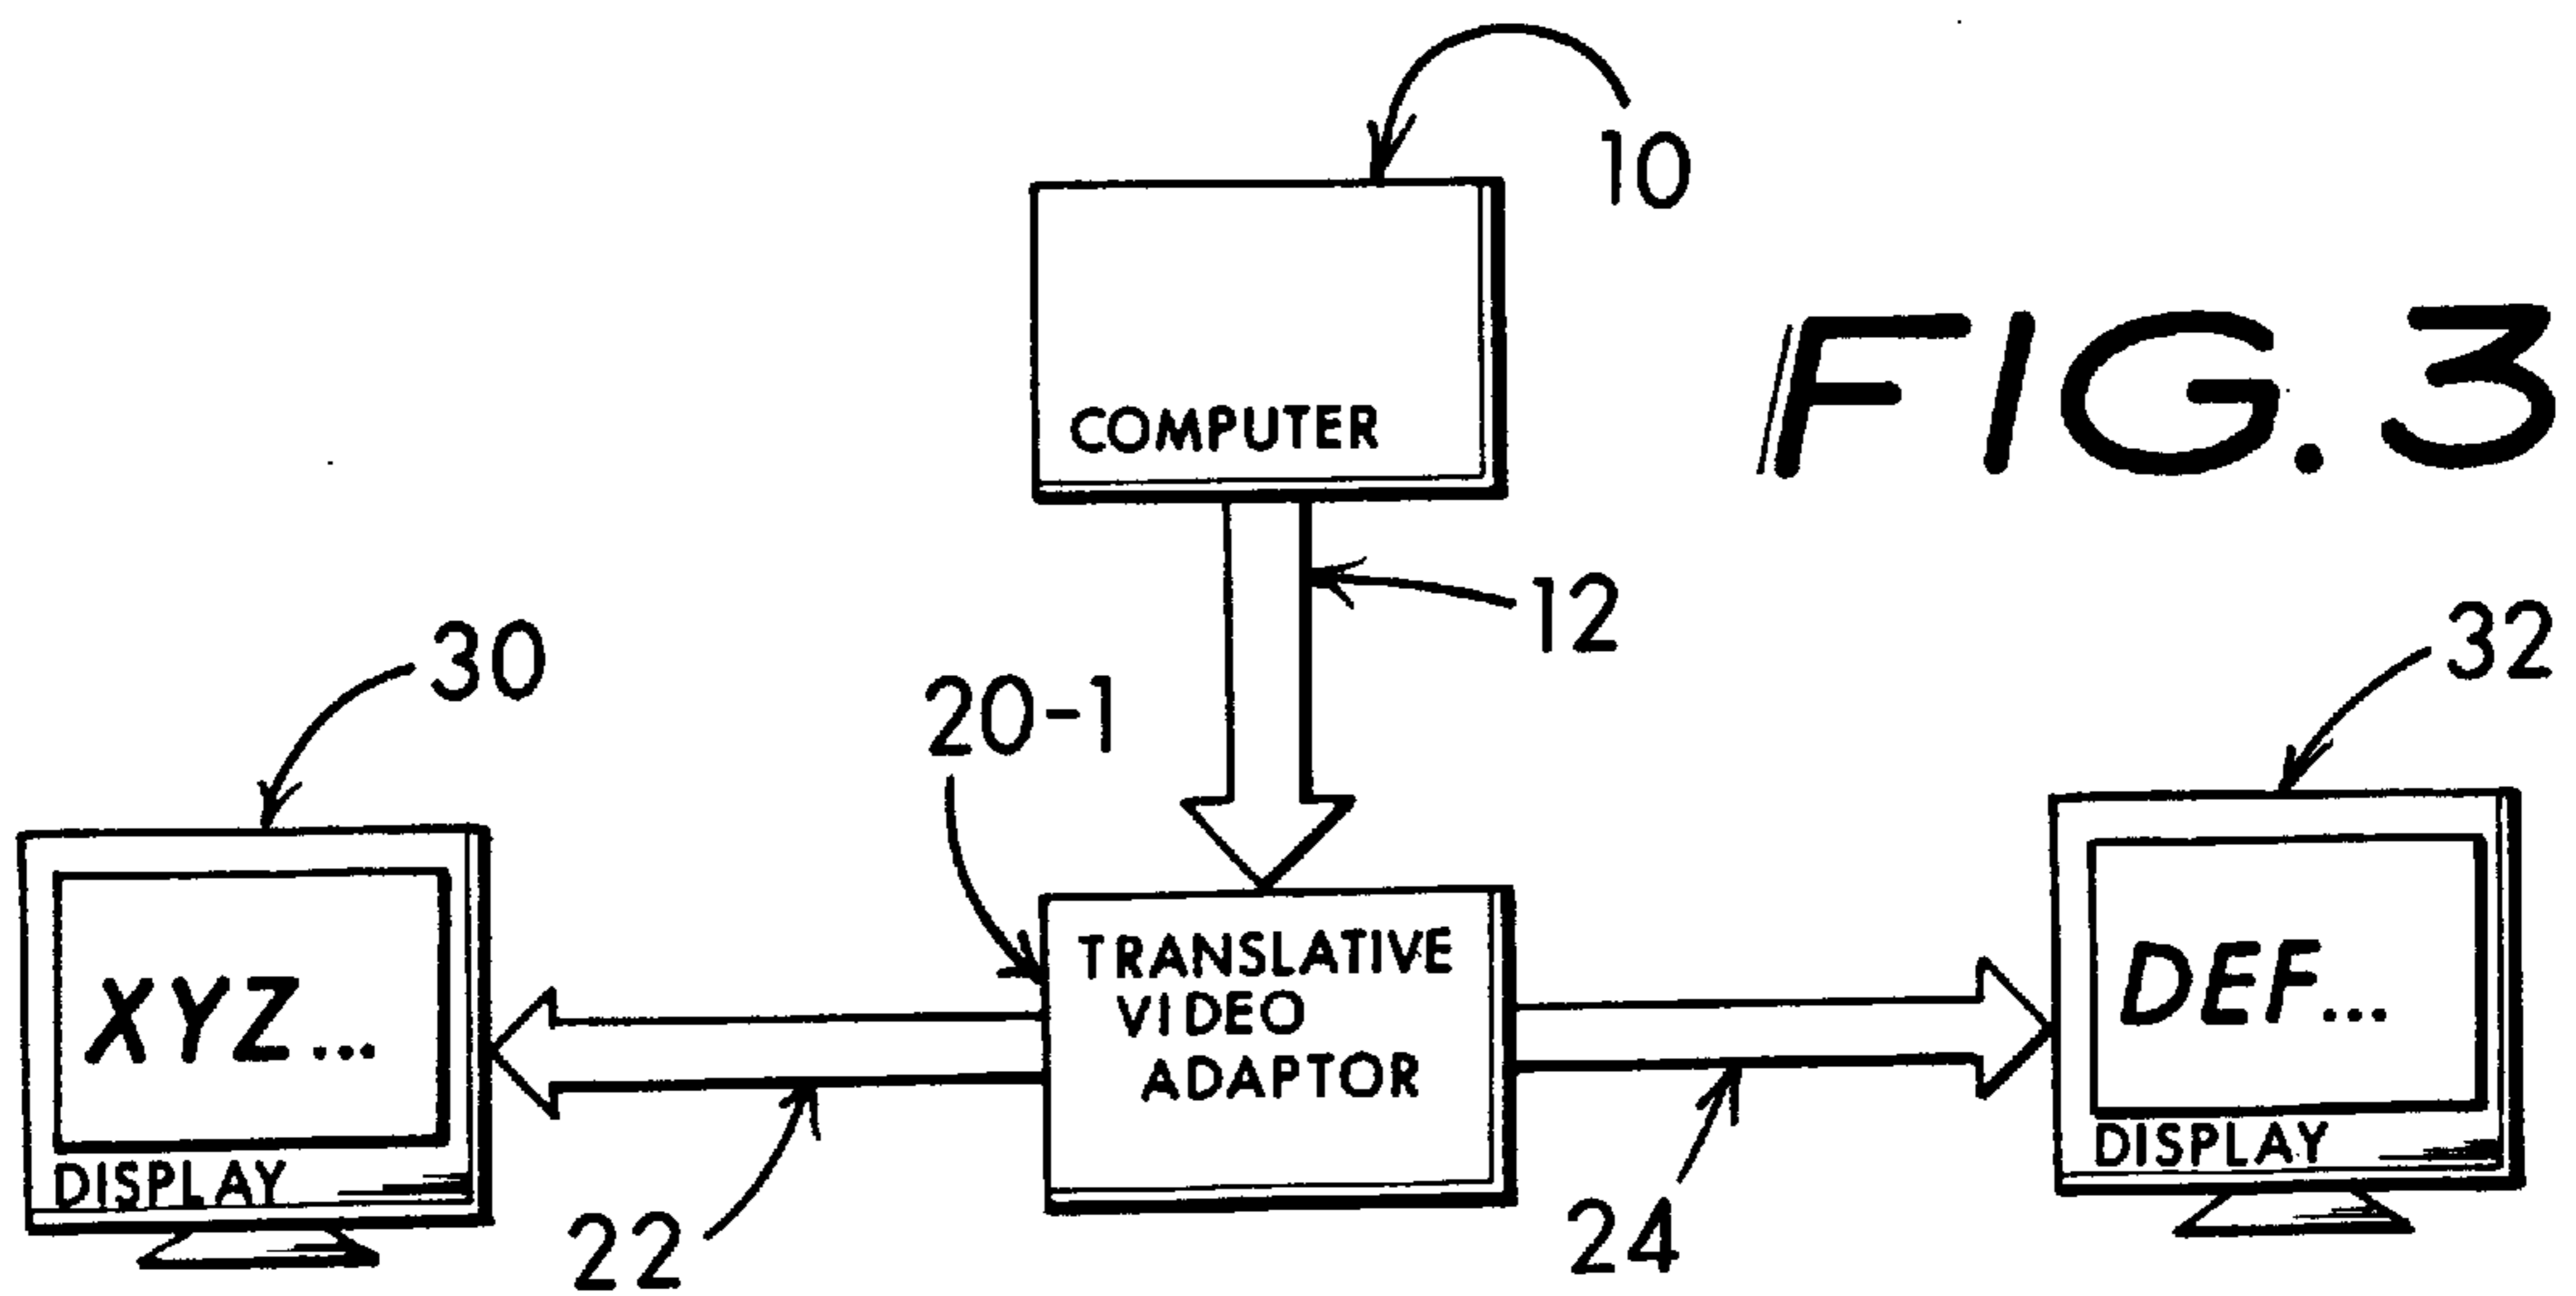 10
COMPUTER
FIG. 3
12
30
20-1
32
XYZ...
DISPLAY
TRANSLATIVE
VIDEO
ADAPTOR
DEF...
DISPLAY
22
24